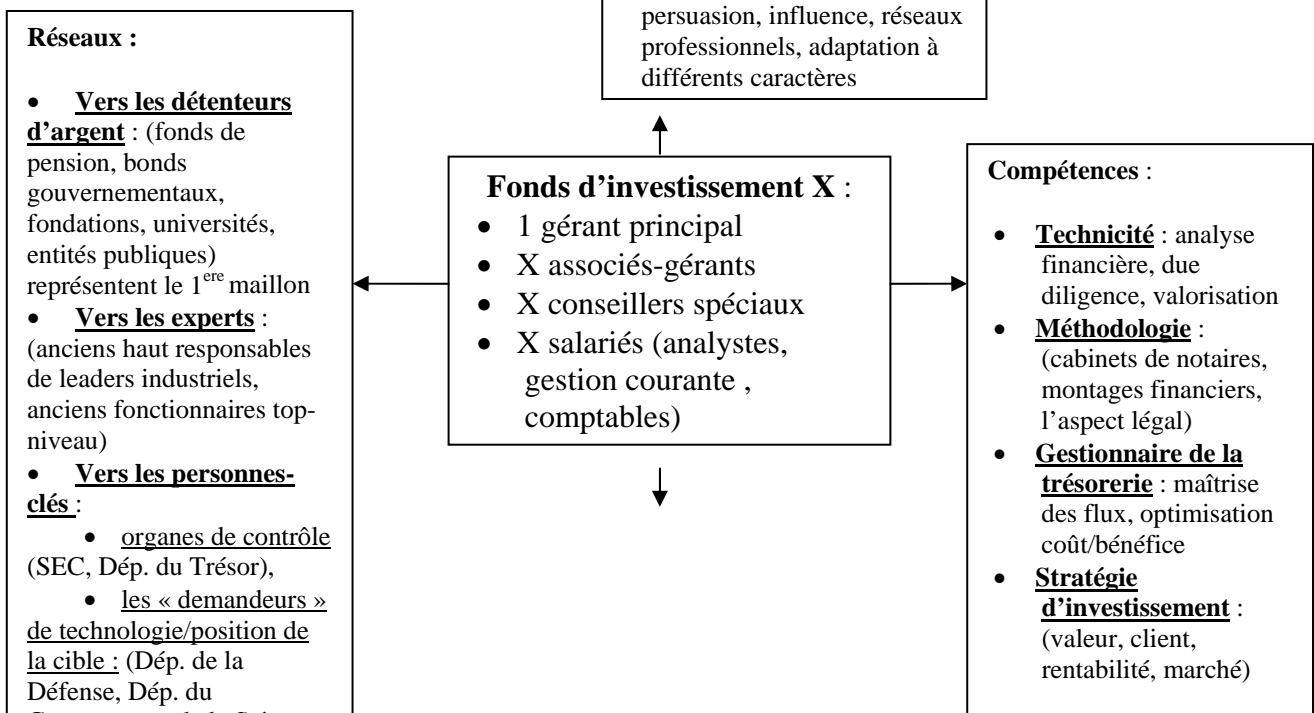 persuasion, influence, réseaux
professionnels, adaptation à
différents caractères
Réseaux :
• Vers les détenteurs
d’argent : (fonds de
pension, bonds
gouvernementaux,
fondations, universités,
entités publiques)
représentent le 1ere maillon
• Vers les experts :
(anciens haut responsables
de leaders industriels,
anciens fonctionnaires top-
niveau)
• Vers les personnes-
clés :
• organes de contrôle
(SEC, Dép. du Trésor),
• les « demandeurs »
de technologie/position de
la cible : (Dép. de la
Défense, Dép. du
Fonds d’investissement X :
• 1 gérant principal
• X associés-gérants
• X conseillers spéciaux
• X salariés (analystes,
gestion courante ,
comptables)
Compétences :
• Technicité : analyse
financière, due
diligence, valorisation
• Méthodologie :
(cabinets de notaires,
montages financiers,
l’aspect légal)
• Gestionnaire de la
trésorerie : maîtrise
des flux, optimisation
coût/bénéfice
• Stratégie
d’investissement :
(valeur, client,
rentabilité, marché)